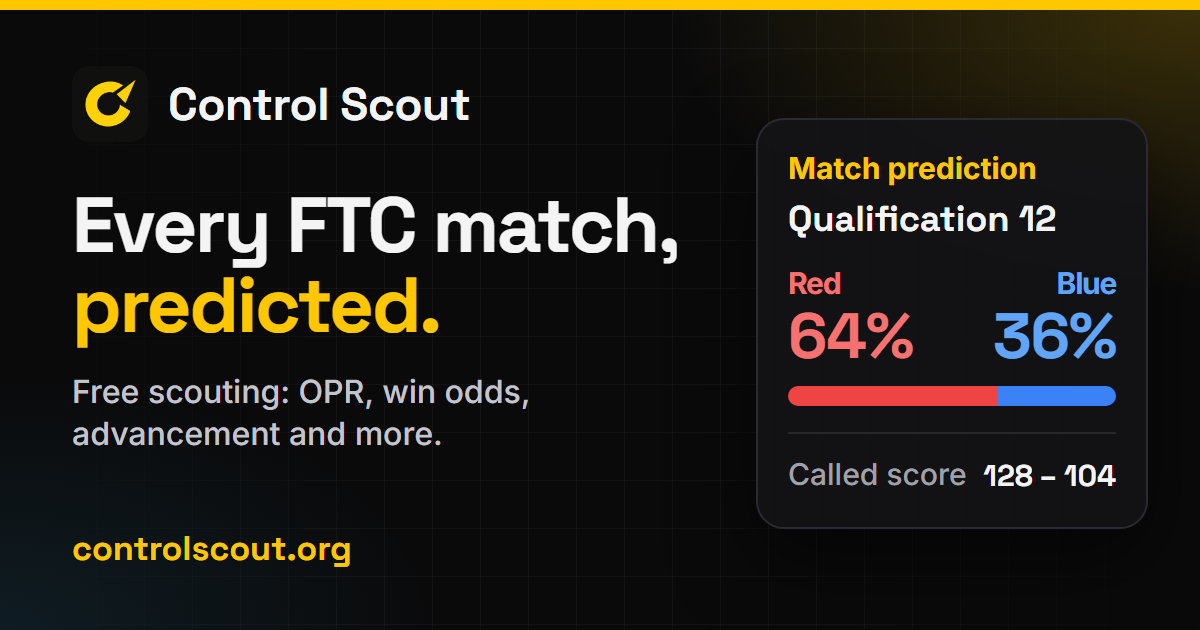 Control Scout
Every FTC match,
predicted.
Free scouting: OPR, win odds,
advancement and more.
controlscout.org
Match prediction
Qualification 12
Red Blue
64% 36%
Called score 128 – 104